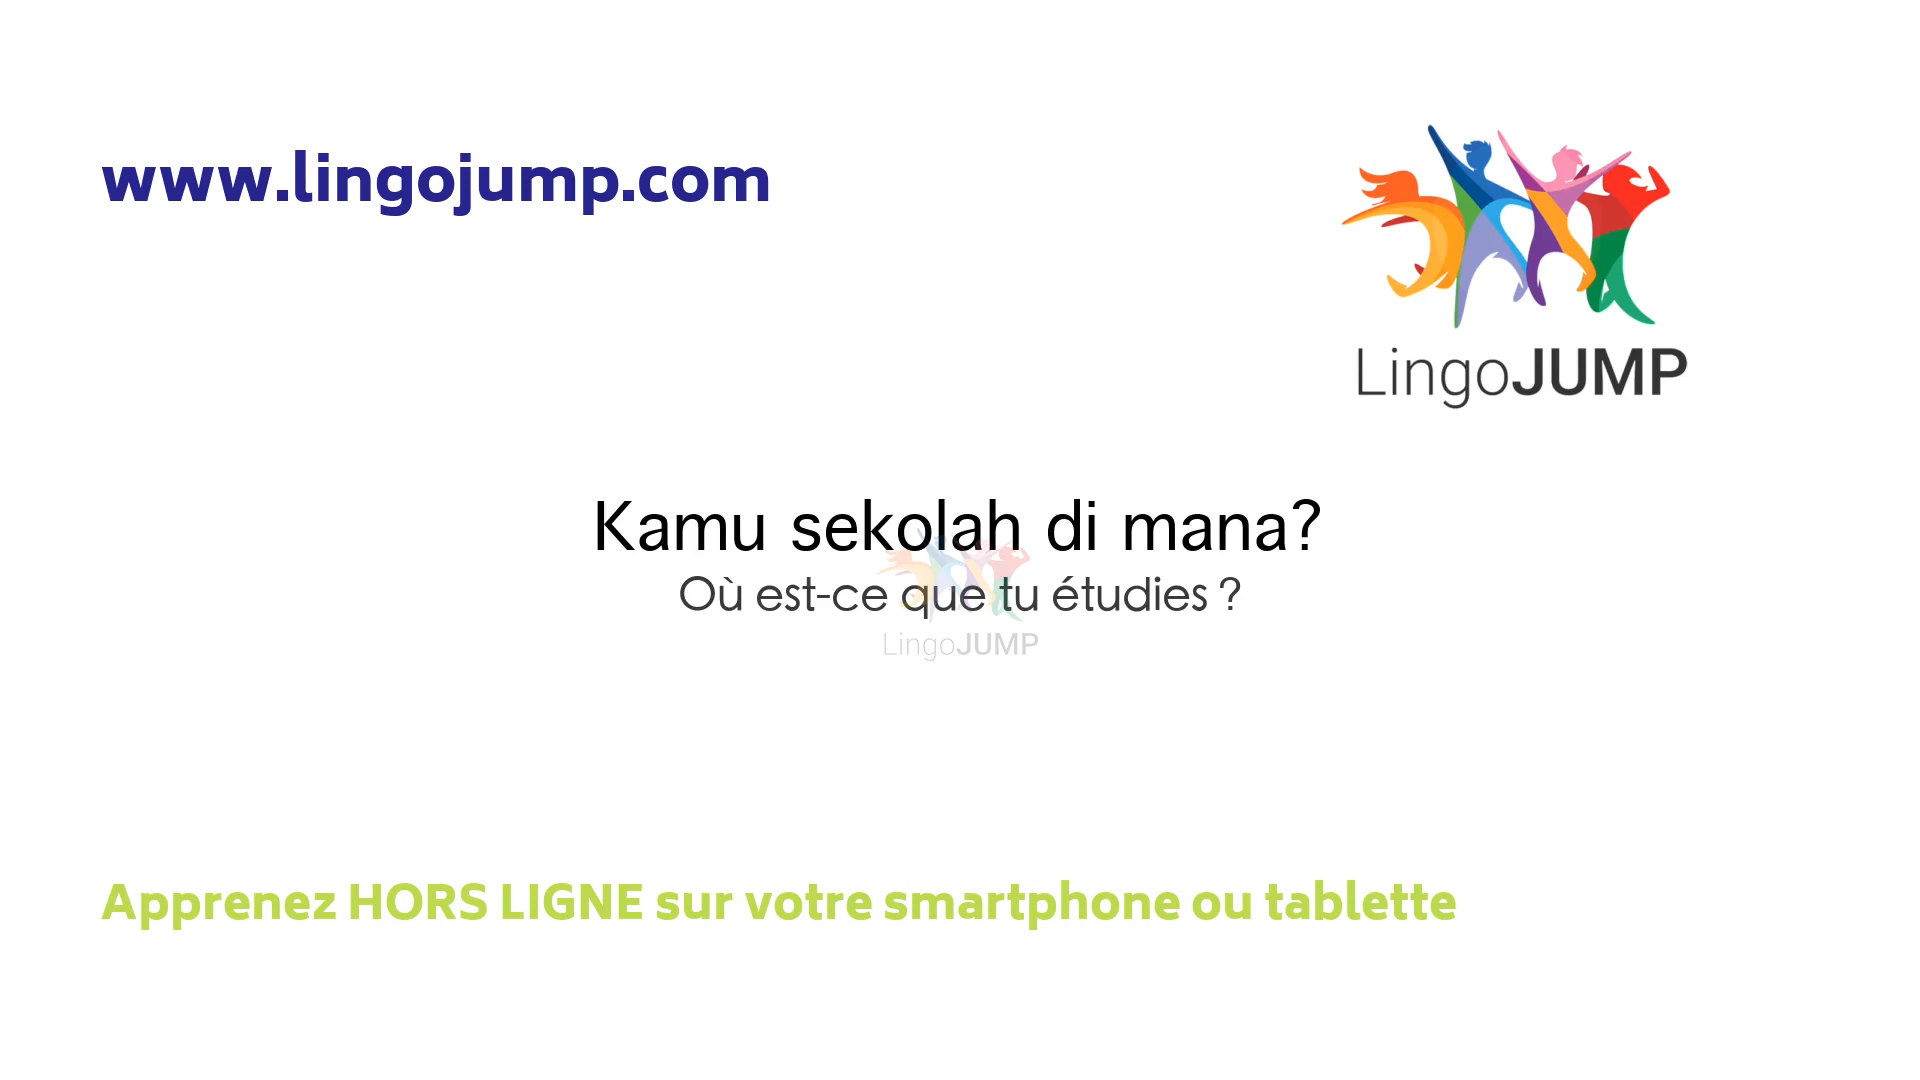 www.lingojump.com
LingoJUMP
Kamu sekolah di mana?
Où est-ce que tu étudies ?
LingoJUMP
Apprenez HORS LIGNE sur votre smartphone ou tablette